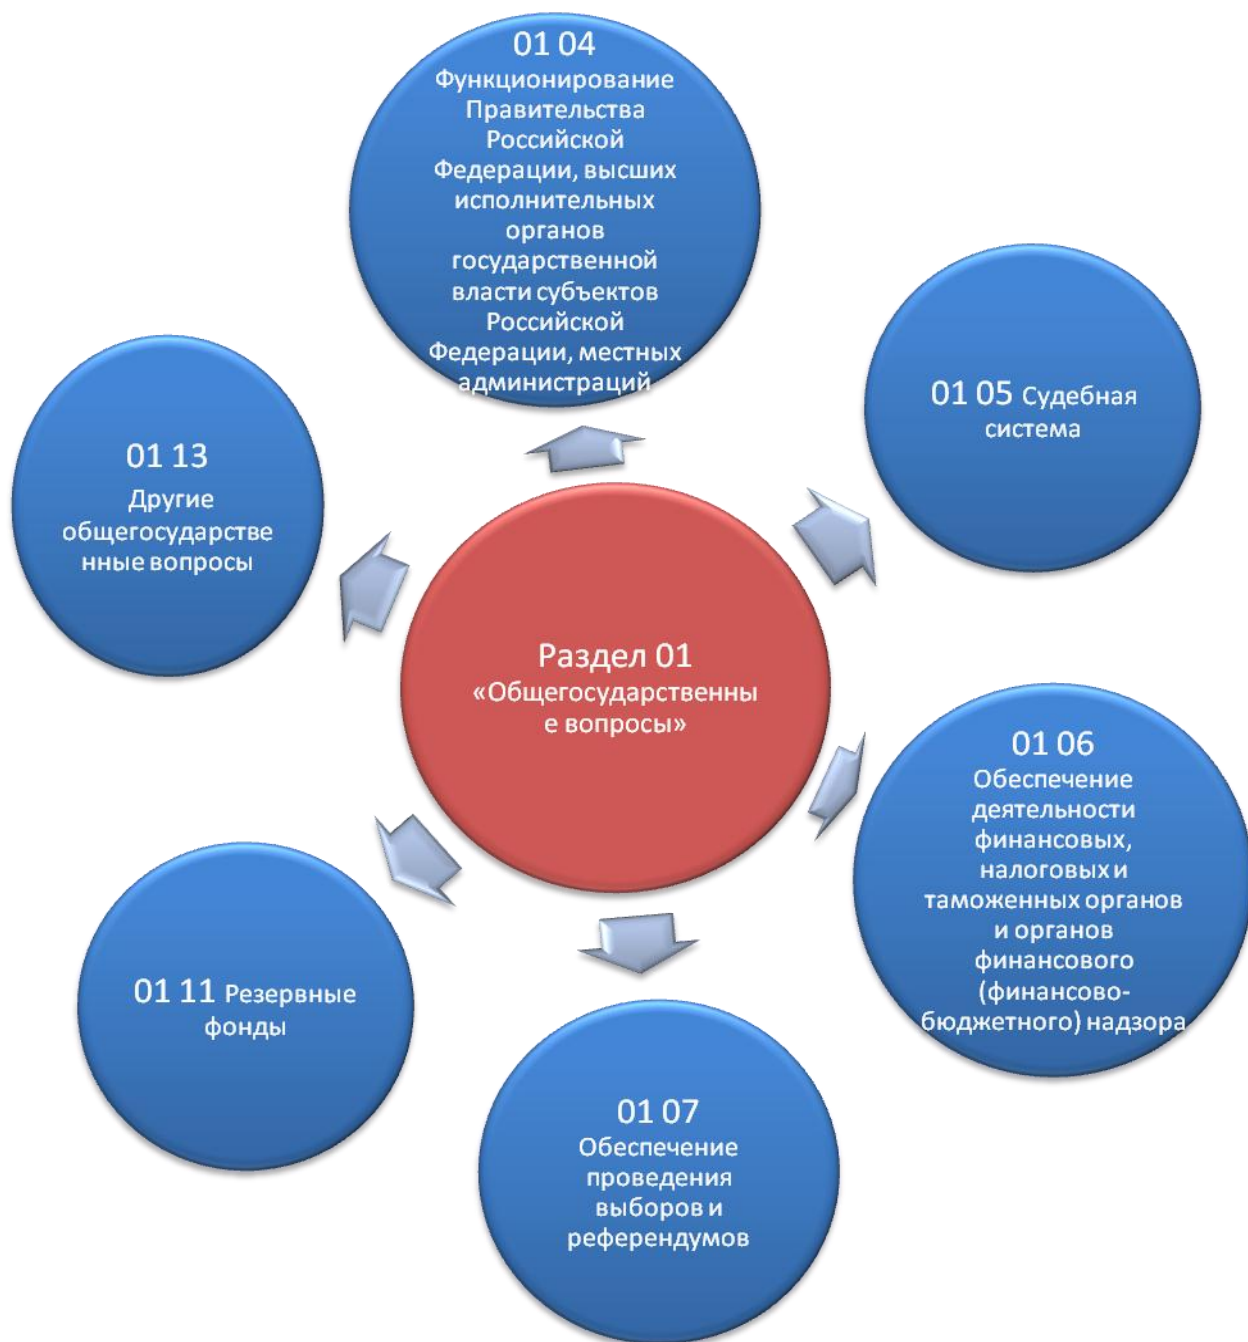 01 04
Функционирование
Правительства
Российской
Федерации, высших
исполнительных
органов
государственной
власти субъектов
Российской
Федерации, местных
администраций
01 05 Судебная
система
01 06
Обеспечение
деятельности
финансовых,
налоговых и
таможенных органов
и органов
финансового
(финансово-
бюджетного) надзора
01 07
Обеспечение
проведения
выборов и
референдумов
01 11 Резервные
фонды
01 13
Другие
общегосударстве
нные вопросы
Раздел 01
«Общегосударственны
е вопросы»